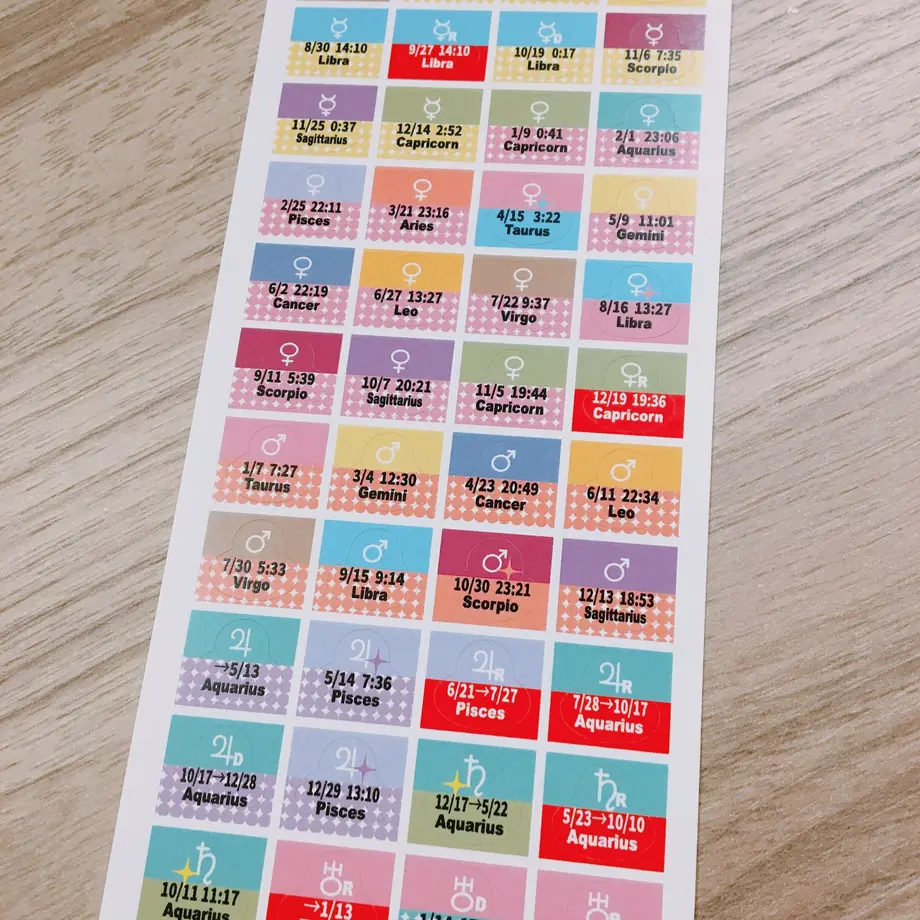 8/30 14:10
Libra
R
9/27 14:10
Libra
D
10/19 0:17
Libra
11/6 7:35
Scorpio
11/25 0:37
Sagittarius
12/14 2:52
Capricorn
1/9 0:41
Capricorn
2/1 23:06
Aquarius
2/25 22:11
Pisces
3/21 23:16
Aries
4/15 3:22
Taurus
5/9 11:01
Gemini
6/2 22:19
Cancer
6/27 13:27
Leo
7/22 9:37
Virgo
8/16 13:27
Libra
9/11 5:39
Scorpio
10/7 20:21
Sagittarius
11/5 19:44
Capricorn
R
12/19 19:36
Capricorn
1/7 7:27
Taurus
3/4 12:30
Gemini
4/23 20:49
Cancer
6/11 22:34
Leo
7/30 5:33
Virgo
9/15 9:14
Libra
10/30 23:21
Scorpio
12/13 18:53
Sagittarius
→5/13
Aquarius
5/14 7:36
Pisces
R
6/21→7/27
Pisces
R
7/28→10/17
Aquarius
D
10/17→12/28
Aquarius
12/29 13:10
Pisces
12/17→5/22
Aquarius
R
5/23→10/10
Aquarius
10/11 11:17
Aquarius
R
→1/13
D
R